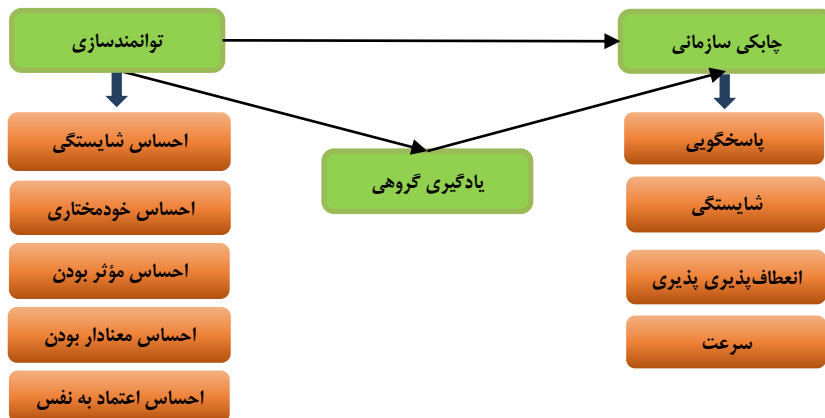 توانمندسازی
چابکی سازمانی
احساس شایستگی
احساس خودمختاری
احساس مؤثر بودن
احساس معنادار بودن
احساس اعتماد به نفس
یادگیری گروهی
پاسخگویی
شایستگی
انعطاف‌پذیری پذیری
سرعت